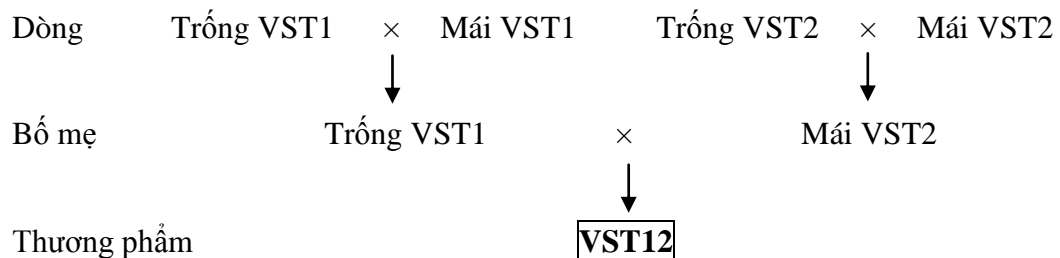 Dòng Trống VST1 × Mái VST1 Trống VST2 × Mái VST2
Bố mẹ Trống VST1 × Mái VST2
Thương phẩm VST12